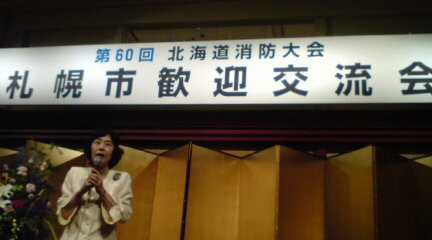 第60回 北海道消防大会
札幌市歓迎交流会